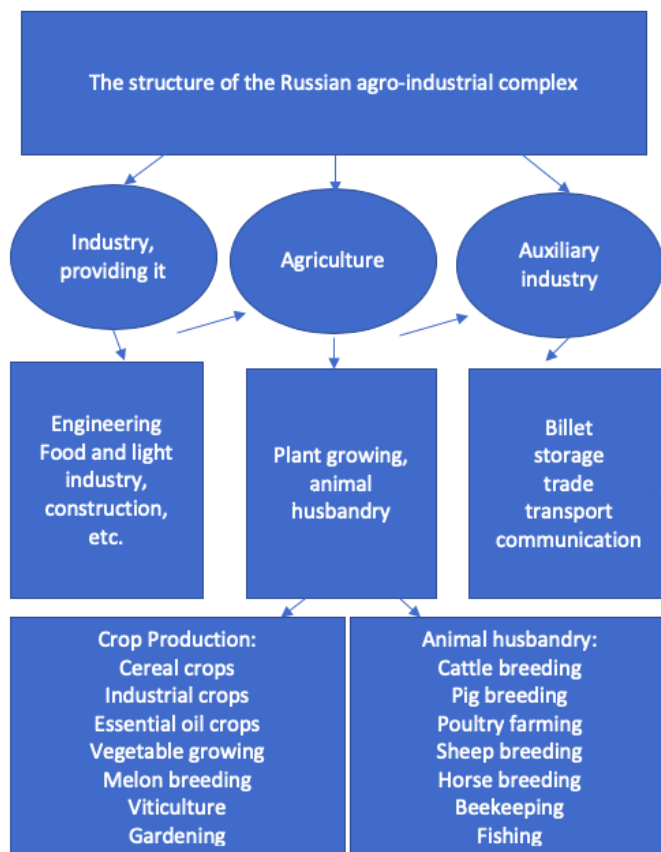 The structure of the Russian agro-industrial complex
Industry,
providing it
Agriculture
Auxiliary
industry
Engineering
Food and light
industry,
construction,
etc.
Plant growing,
animal
husbandry
Billet
storage
trade
transport
communication
Crop Production:
Cereal crops
Industrial crops
Essential oil crops
Vegetable growing
Melon breeding
Viticulture
Gardening
Animal husbandry:
Cattle breeding
Pig breeding
Poultry farming
Sheep breeding
Horse breeding
Beekeeping
Fishing